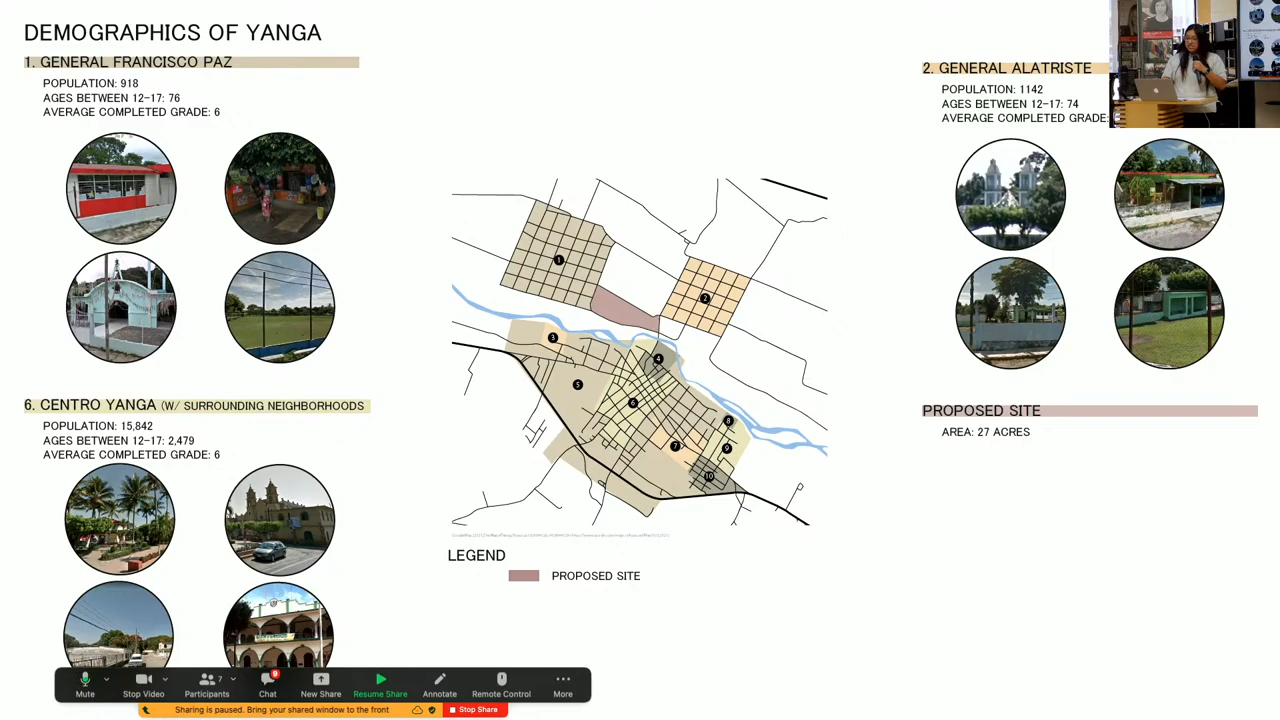 DEMOGRAPHICS OF YANGA
1. GENERAL FRANCISCO PAZ
POPULATION: 918
AGES BETWEEN 12-17: 76
AVERAGE COMPLETED GRADE: 6
2. GENERAL ALATRISTE
POPULATION: 1142
AGES BETWEEN 12-17: 74
AVERAGE COMPLETED GRADE:
1
2
3
4
5
6
7
8
9
10
6. CENTRO YANGA (W/ SURROUNDING NEIGHBORHOODS
POPULATION: 15,842
AGES BETWEEN 12-17: 2,479
AVERAGE COMPLETED GRADE: 6
PROPOSED SITE
AREA: 27 ACRES
LEGEND
PROPOSED SITE
Mute
Stop Video
Participants
7
Chat
9
New Share
Resume Share
Annotate
Remote Control
More
Sharing is paused. Bring your shared window to the front
Stop Share